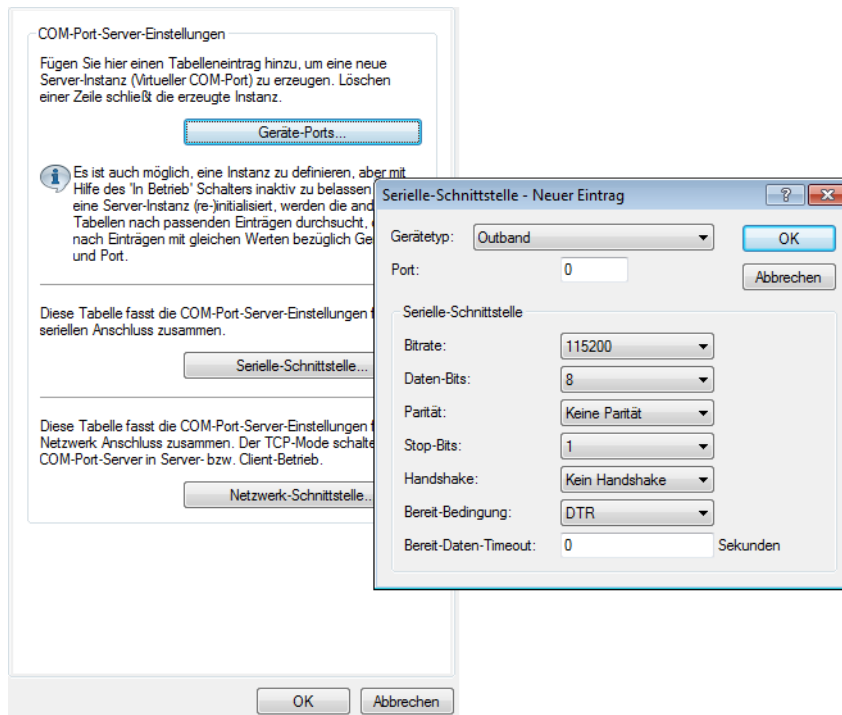 COM-Port-Server-Einstellungen
Fügen Sie hier einen Tabelleneintrag hinzu, um eine neue
Server-Instanz (Virtueller COM-Port) zu erzeugen. Löschen
einer Zeile schließt die erzeugte Instanz.
Geräte-Ports...
Es ist auch möglich, eine Instanz zu definieren, aber mit
Hilfe des 'In Betrieb' Schalters inaktiv zu belassen
eine Server-Instanz (re-)initialisiert, werden die
Tabellen nach passenden Einträgen durchsucht,
nach Einträgen mit gleichen Werten bezüglich
und Port.
Diese Tabelle fasst die COM-Port-Server-Einstellungen
seriellen Anschluss zusammen.
Serielle-Schnittstelle...
Diese Tabelle fasst die COM-Port-Server-Einstellungen
Netzwerk Anschluss zusammen. Der TCP-Mode
COM-Port-Server in Server- bzw. Client-Betrieb.
Netzwerk-Schnittstelle..
OK
Abbrechen
Serielle-Schnittstelle - Neuer Eintrag
Gerätetyp: Outband
OK
Port: 0
Abbrechen
Serielle-Schnittstelle
Bitrate: 115200
Daten-Bits: 8
Parität: Keine Parität
Stop-Bits: 1
Handshake: Kein Handshake
Bereit-Bedingung: DTR
Bereit-Daten-Timeout: 0 Sekunden